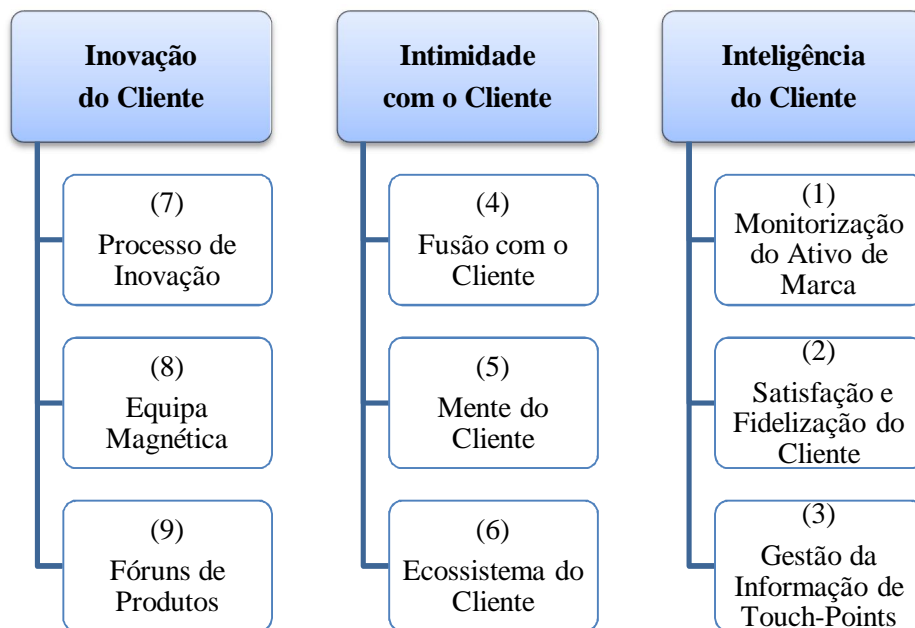 Inovação
do Cliente
(7)
Processo de
Inovação
(8)
Equipa
Magnética
(9)
Fóruns de
Produtos
Intimidade
com o Cliente
(4)
Fusão com o
Cliente
(5)
Mente do
Cliente
(6)
Ecossistema do
Cliente
Inteligência
do Cliente
(1)
Monitorização
do Ativo de
Marca
(2)
Satisfação e
Fidelização do
Cliente
(3)
Gestão da
Informação de
Touch-Points